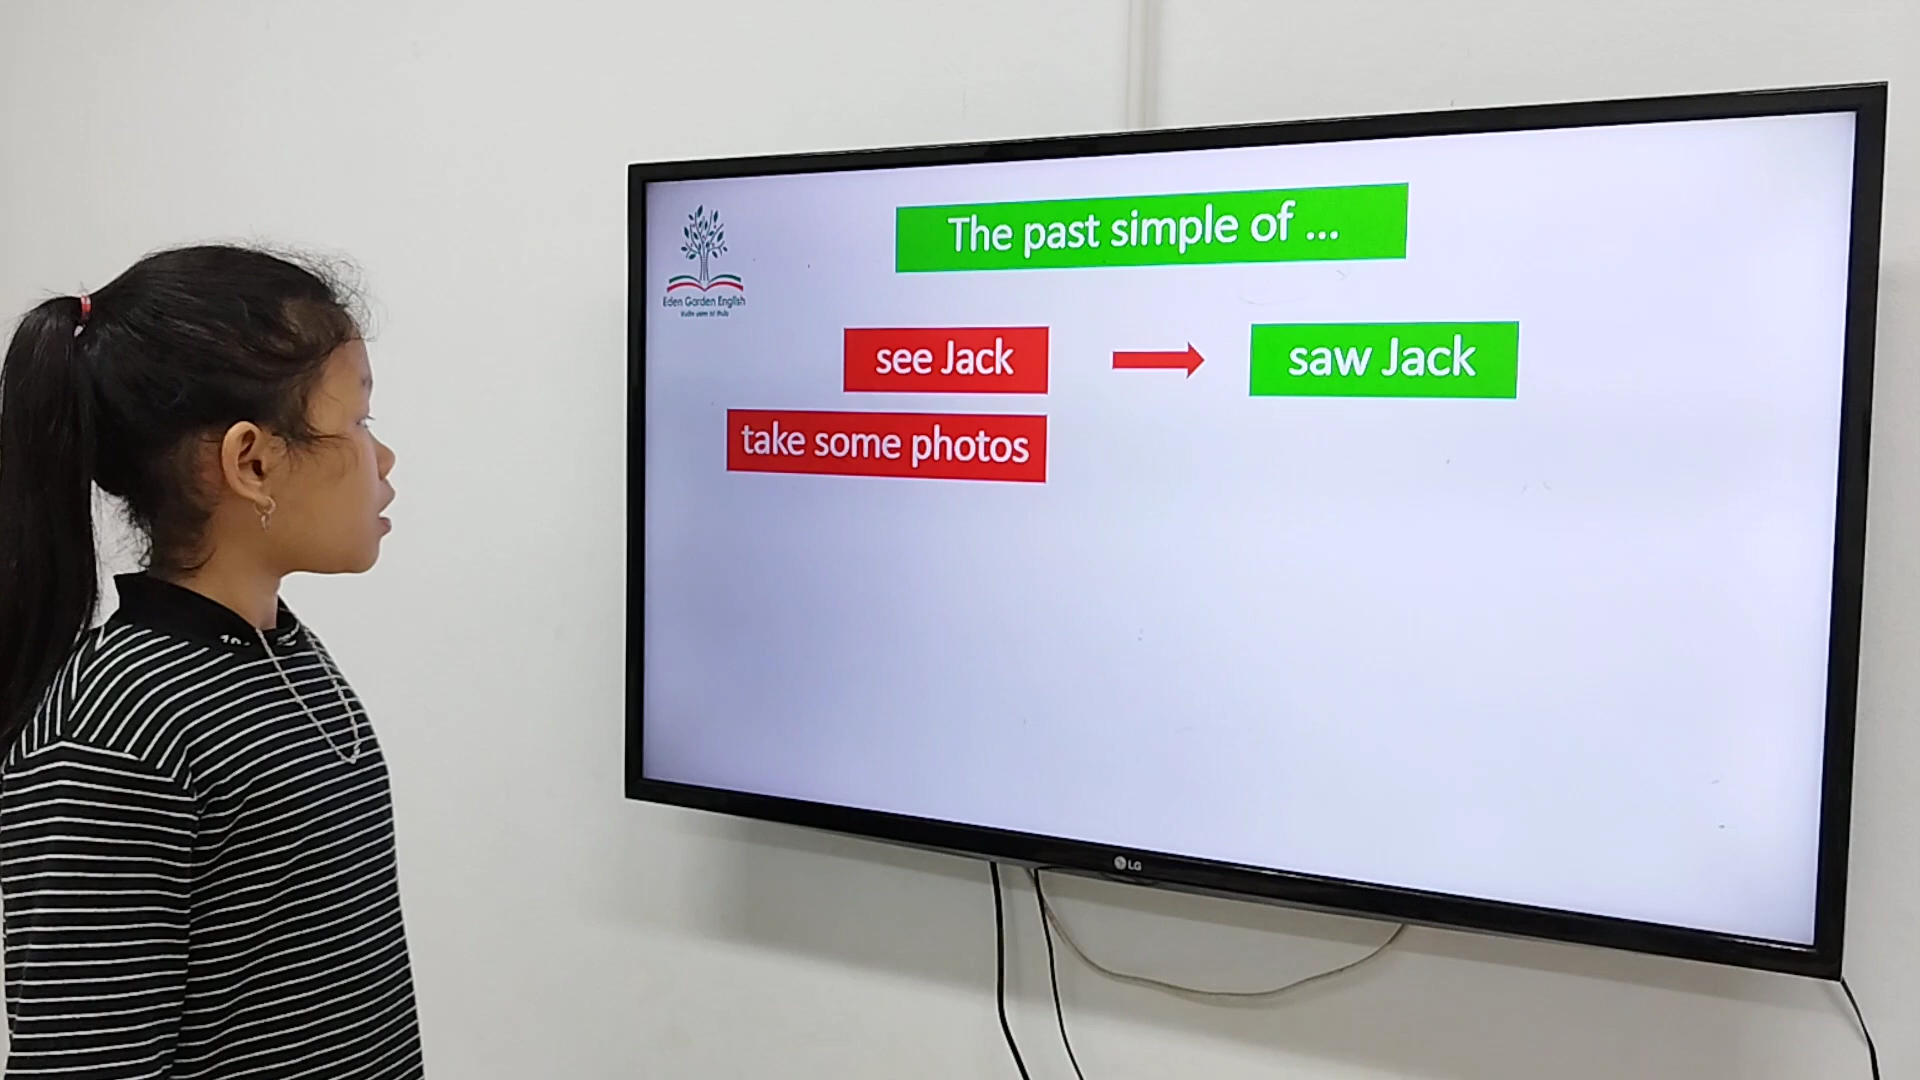 The past simple of ...
Eden Garden English
see Jack
saw Jack
take some photos
LG